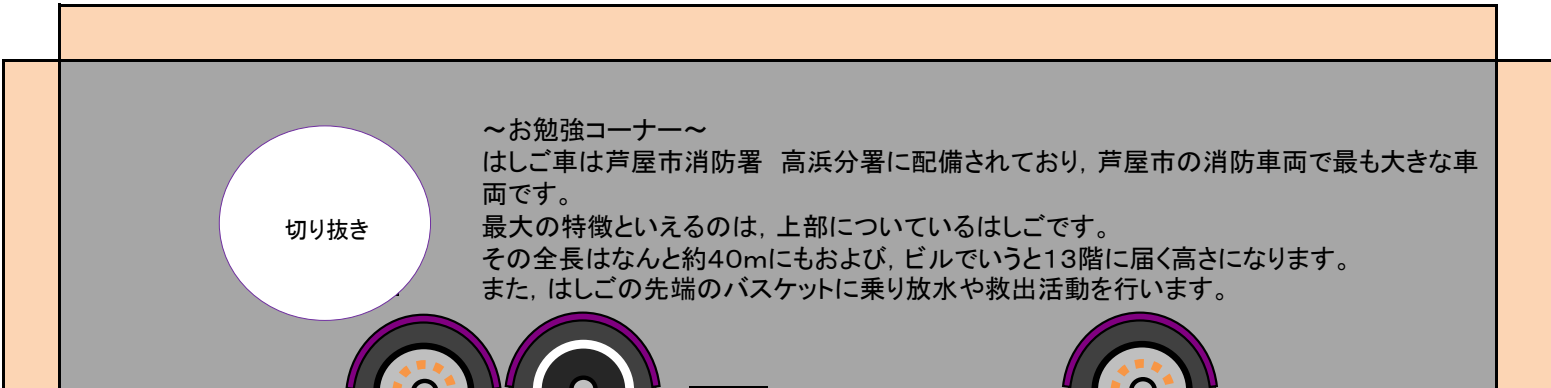 ～お勉強コーナー～
はしご車は芦屋市消防署　高浜分署に配備されており，芦屋市の消防車両で最も大きな車
両です。
最大の特徴といえるのは，上部についているはしごです。
その全長はなんと約４０ｍにもおよび，ビルでいうと１３階に届く高さになります。
また，はしごの先端のバスケットに乗り放水や救出活動を行います。
切り抜き